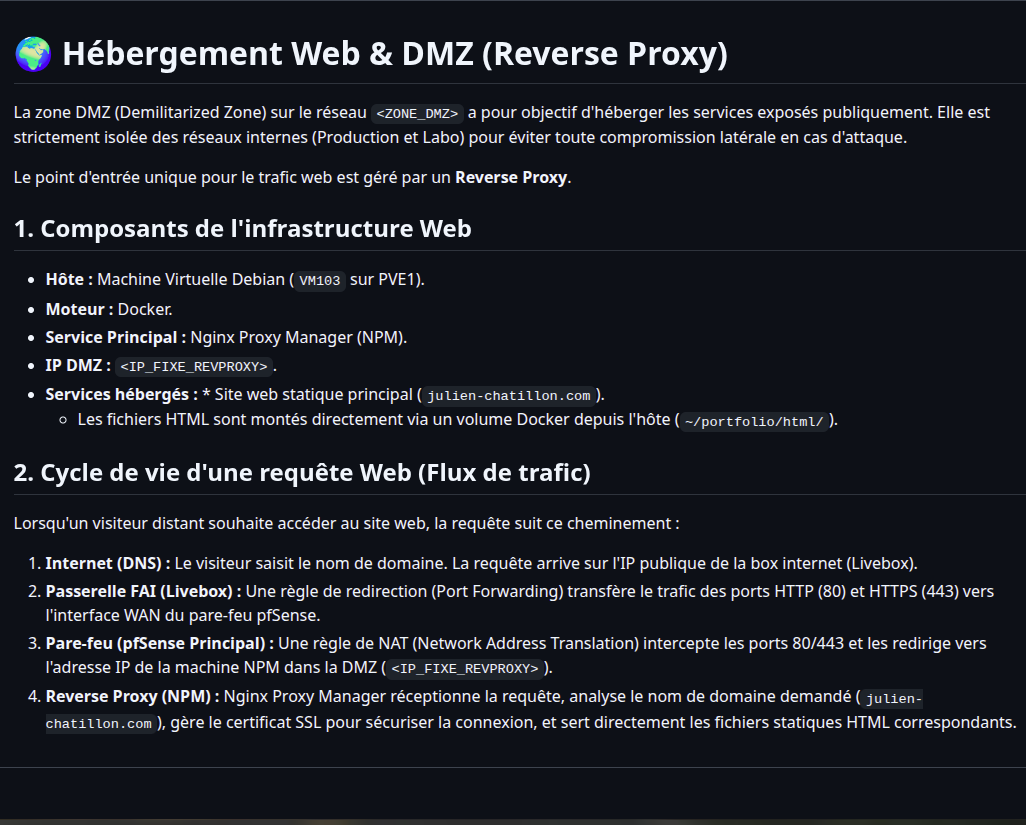 🌍 Hébergement Web & DMZ (Reverse Proxy)
La zone DMZ (Demilitarized Zone) sur le réseau <ZONE_DMZ> a pour objectif d'héberger les services exposés publiquement. Elle est
strictement isolée des réseaux internes (Production et Labo) pour éviter toute compromission latérale en cas d'attaque.
Le point d'entrée unique pour le trafic web est géré par un Reverse Proxy.
1. Composants de l'infrastructure Web
• Hôte : Machine Virtuelle Debian (VM103 sur PVE1).
• Moteur : Docker.
• Service Principal : Nginx Proxy Manager (NPM).
• IP DMZ : <IP_FIXE_REVPROXY>.
• Services hébergés : * Site web statique principal (julien-chatillon.com).
◦ Les fichiers HTML sont montés directement via un volume Docker depuis l'hôte (~/portfolio/html/).
2. Cycle de vie d'une requête Web (Flux de trafic)
Lorsqu'un visiteur distant souhaite accéder au site web, la requête suit ce cheminement :
1. Internet (DNS) : Le visiteur saisit le nom de domaine. La requête arrive sur l'IP publique de la box internet (Livebox).
2. Passerelle FAI (Livebox) : Une règle de redirection (Port Forwarding) transfère le trafic des ports HTTP (80) et HTTPS (443) vers
l'interface WAN du pare-feu pfSense.
3. Pare-feu (pfSense Principal) : Une règle de NAT (Network Address Translation) intercepte les ports 80/443 et les redirige vers
l'adresse IP de la machine NPM dans la DMZ (<IP_FIXE_REVPROXY>).
4. Reverse Proxy (NPM) : Nginx Proxy Manager réceptionne la requête, analyse le nom de domaine demandé (julien-
chatillon.com), gère le certificat SSL pour sécuriser la connexion, et sert directement les fichiers statiques HTML correspondants.